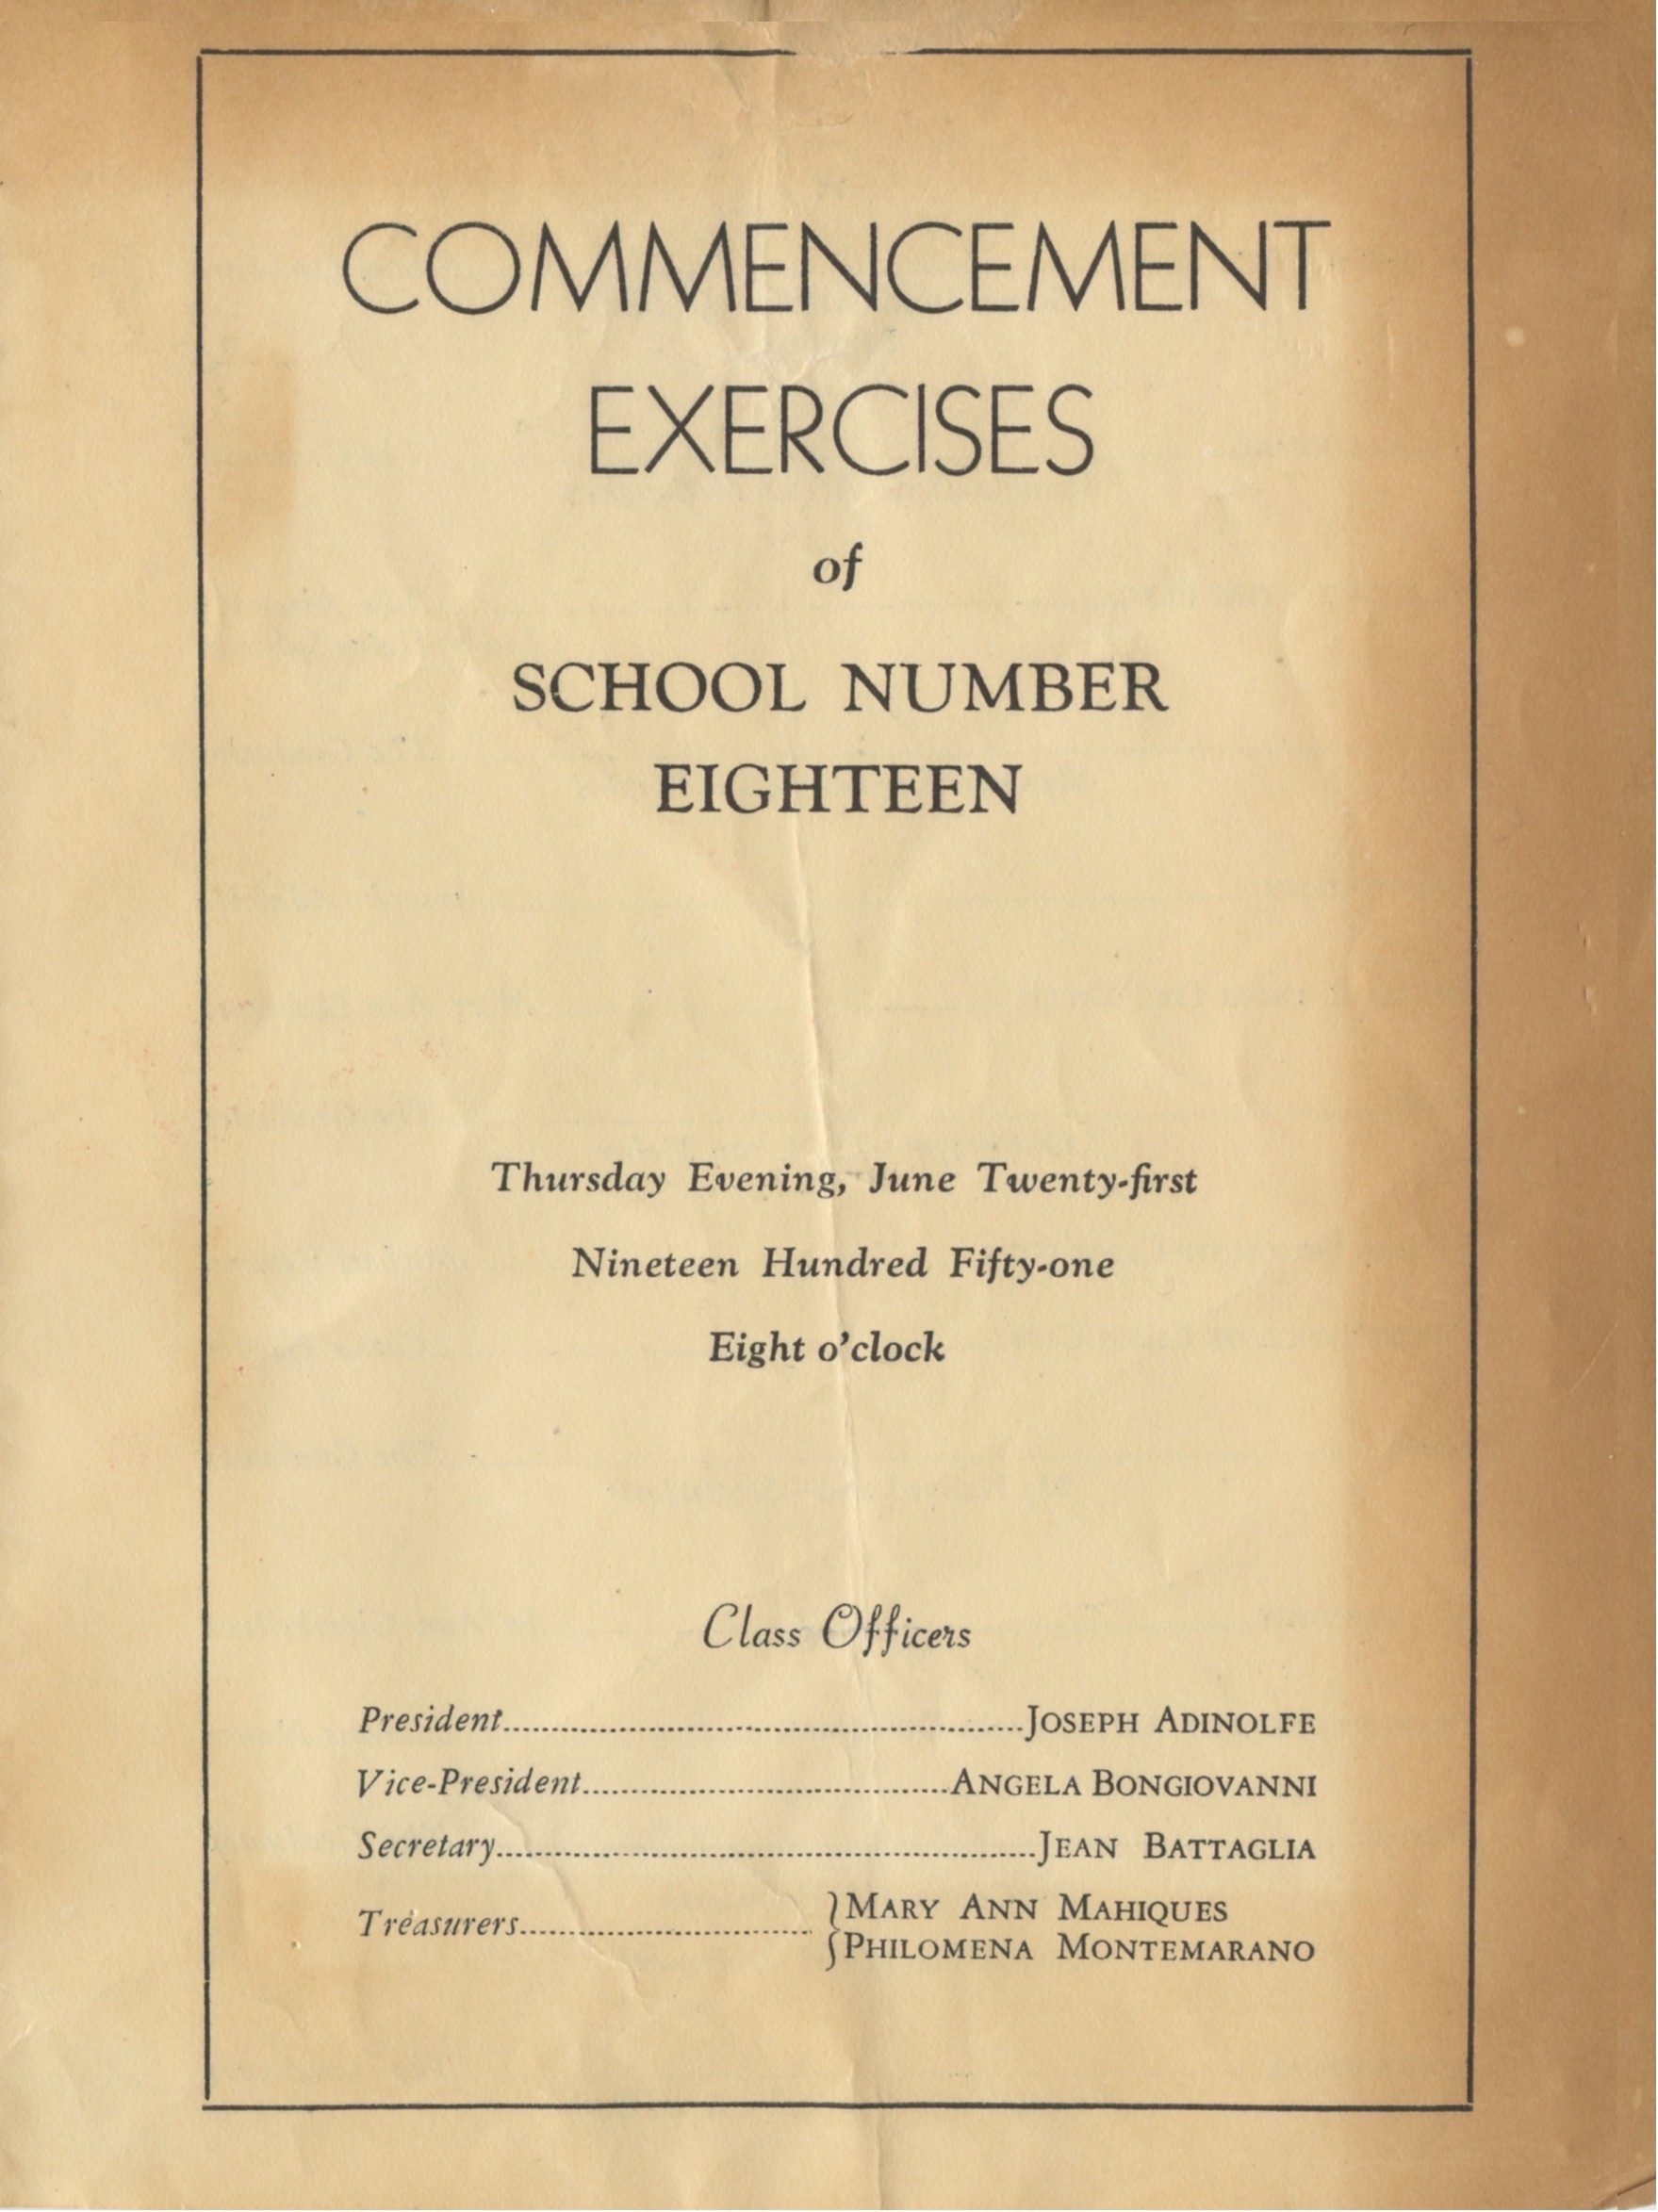 COMMENCEMENT
EXERCISES
of
SCHOOL NUMBER
EIGHTEEN
Thursday Evening, June Twenty-first
Nineteen Hundred Fifty-one
Eight o'clock
Class Officers
President......................................................JOSEPH ADINOLFE
Vice-President......................................ANGELA BONGIOVANNI
Secretary........................................................JEAN BATTAGLIA
Treasurers..............................{MARY ANN MAHIQUES
{PHILOMENA MONTEMARANO